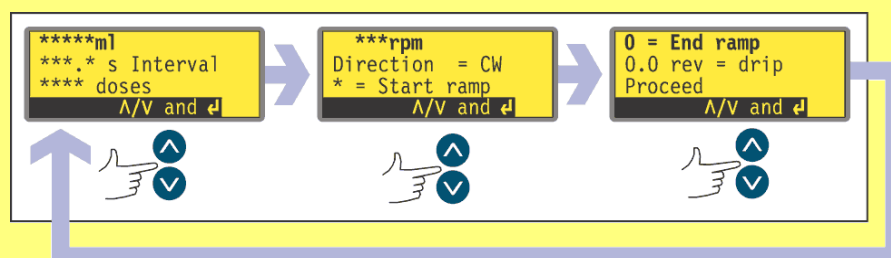 *****ml
***.* s Interval
**** doses
Λ/V and ↲
***rpm
Direction = CW
* = Start ramp
Λ/V and ↲
0 = End ramp
0.0 rev = drip
Proceed
Λ/V and ↲